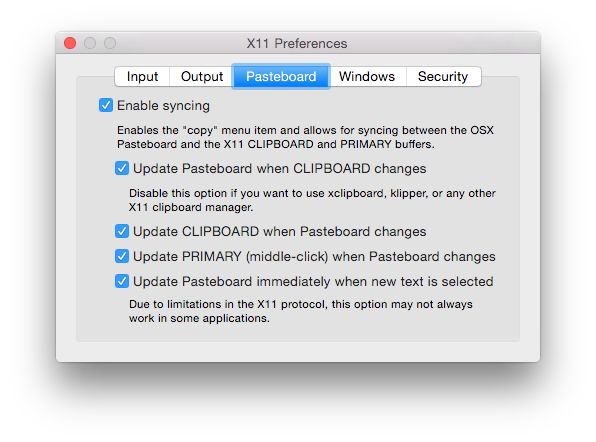 X11 Preferences
Input Output Pasteboard Windows Security
Enable syncing
Enables the "copy" menu item and allows for syncing between the OSX
Pasteboard and the X11 CLIPBOARD and PRIMARY buffers.
Update Pasteboard when CLIPBOARD changes
Disable this option if you want to use xclipboard, klipper, or any other
X11 clipboard manager.
Update CLIPBOARD when Pasteboard changes
Update PRIMARY (middle-click) when Pasteboard changes
Update Pasteboard immediately when new text is selected
Due to limitations in the X11 protocol, this option may not always
work in some applications.